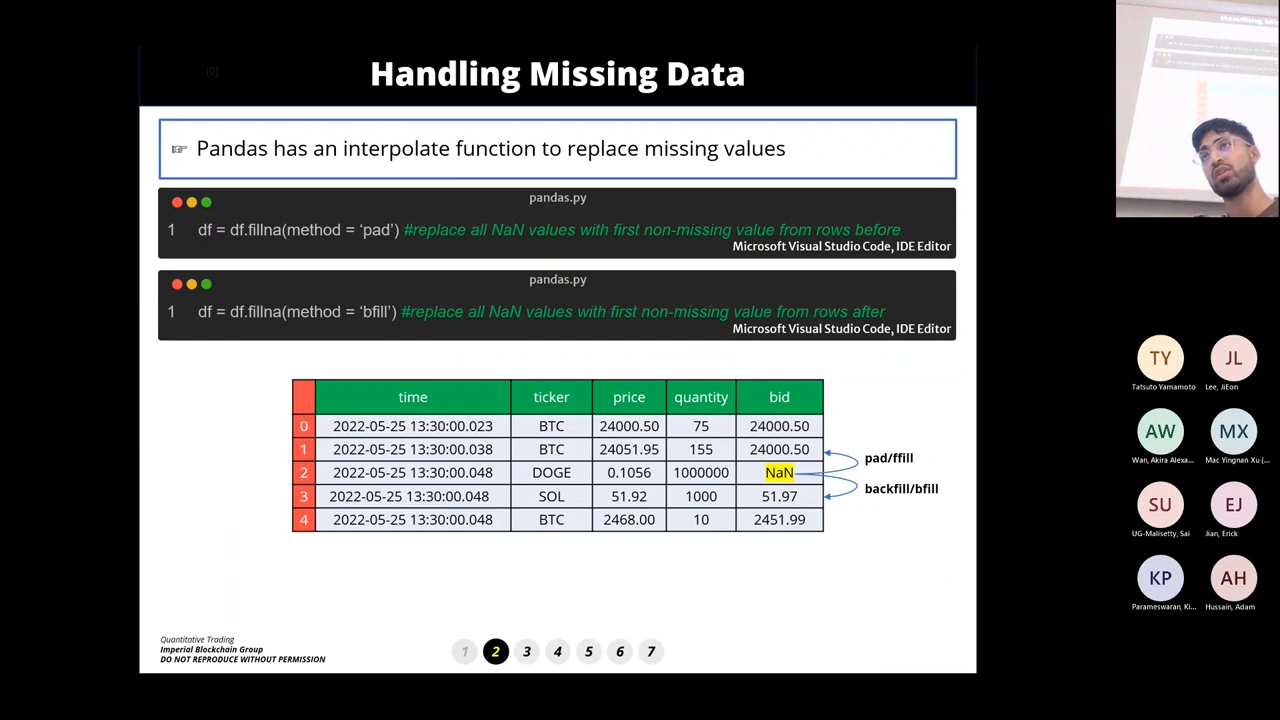 Handling Missing Data
☞ Pandas has an interpolate function to replace missing values
pandas.py
1 df = df.fillna(method = ‘pad’) #replace all NaN values with first non-missing value from rows before
Microsoft Visual Studio Code, IDE Editor
pandas.py
1 df = df.fillna(method = ‘bfill’) #replace all NaN values with first non-missing value from rows after
Microsoft Visual Studio Code, IDE Editor
time ticker price quantity bid
0 2022-05-25 13:30:00.023 BTC 24000.50 75 24000.50
1 2022-05-25 13:30:00.038 BTC 24051.95 155 24000.50
2 2022-05-25 13:30:00.048 DOGE 0.1056 1000000 NaN
3 2022-05-25 13:30:00.048 SOL 51.92 1000 51.97
4 2022-05-25 13:30:00.048 BTC 2468.00 10 2451.99
pad/ffill
backfill/bfill
Quantitative Trading
Imperial Blockchain Group
DO NOT REPRODUCE WITHOUT PERMISSION
1 2 3 4 5 6 7
TY JL
Tatsuto Yamamoto Lee, JiEon
AW MX
Wan, Akira Alexa... Mac Yingnan Xu (...
SU EJ
UG-Malisetty, Sai Jian, Erick
KP AH
Parameswaran, Ki... Hussain, Adam